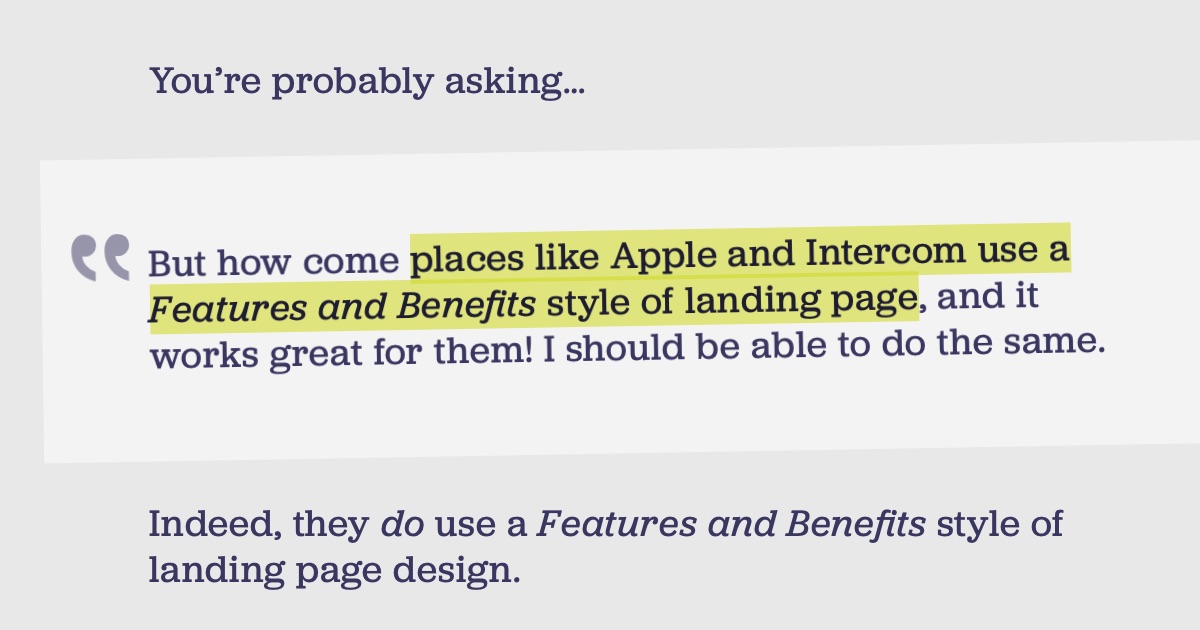 You’re probably asking…
“
But how come places like Apple and Intercom use a
Features and Benefits style of landing page, and it
works great for them! I should be able to do the same.
Indeed, they do use a Features and Benefits style of
landing page design.